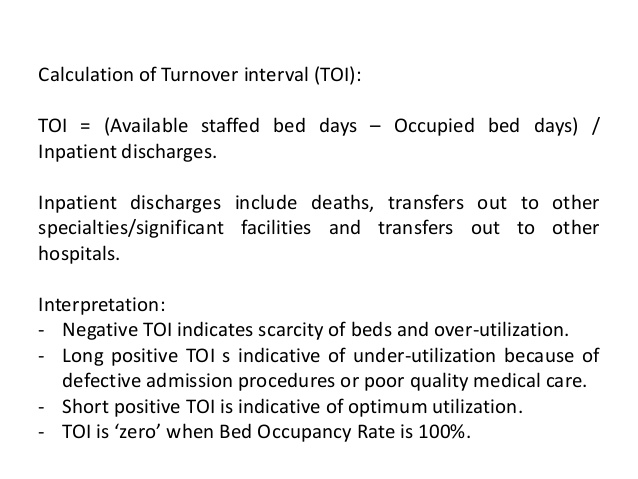 Calculation of Turnover interval (TOI):
TOI = (Available staffed bed days – Occupied bed days) /
Inpatient discharges.
Inpatient discharges include deaths, transfers out to other
specialties/significant facilities and transfers out to other
hospitals.
Interpretation:
- Negative TOI indicates scarcity of beds and over-utilization.
- Long positive TOI s indicative of under-utilization because of
defective admission procedures or poor quality medical care.
- Short positive TOI is indicative of optimum utilization.
- TOI is ‘zero’ when Bed Occupancy Rate is 100%.